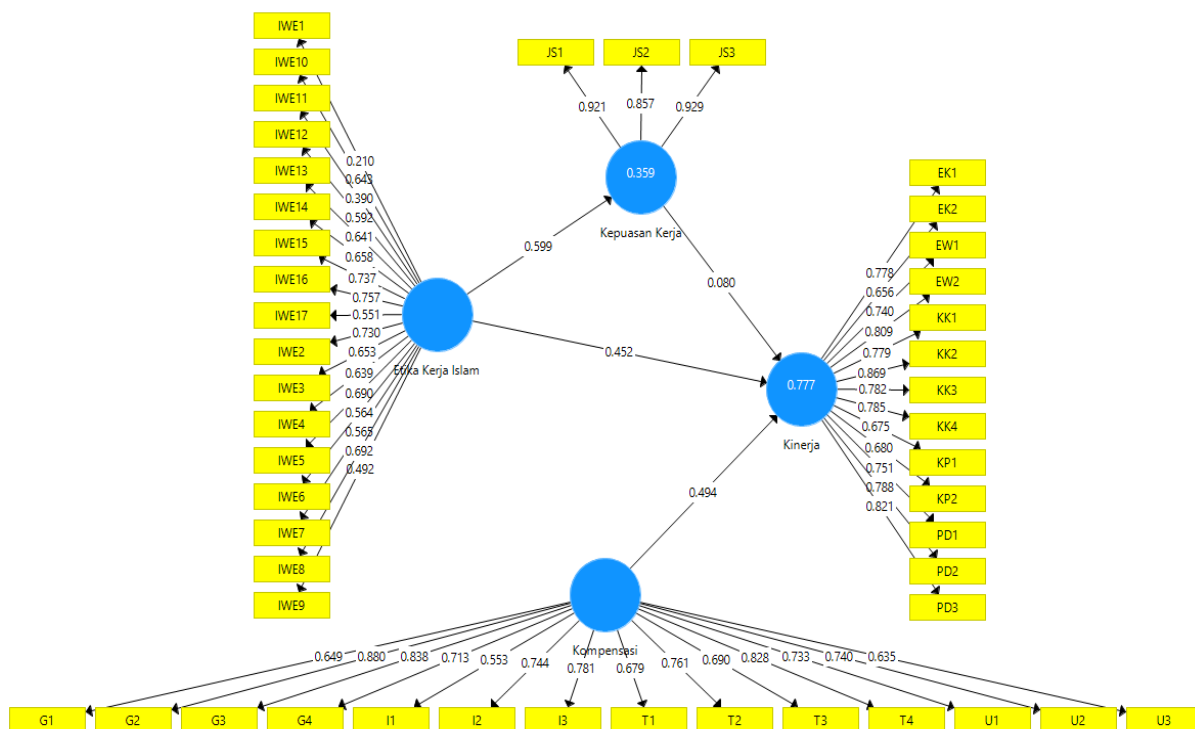 IWE1
IWE10
IWE11
IWE12
IWE13
IWE14
IWE15
IWE16
IWE17
IWE2
IWE3
IWE4
IWE5
IWE6
IWE7
IWE8
IWE9
0.210
0.643
0.390
0.592
0.641
0.658
0.737
0.757
0.551
0.730
0.653
0.639
0.690
0.564
0.565
0.692
0.492
Etika Kerja Islam
JS1 JS2 JS3
0.921 0.857 0.929
0.359
Kepuasan Kerja
0.599
0.080
0.452
0.494
0.777
Kinerja
0.778
0.656
0.740
0.809
0.779
0.869
0.782
0.785
0.675
0.680
0.751
0.788
0.821
EK1
EK2
EW1
EW2
KK1
KK2
KK3
KK4
KP1
KP2
PD1
PD2
PD3
Kompensasi
0.649 0.880 0.838 0.713 0.553 0.744 0.781 0.679 0.761 0.690 0.828 0.733 0.740 0.635
G1 G2 G3 G4 I1 I2 I3 T1 T2 T3 T4 U1 U2 U3